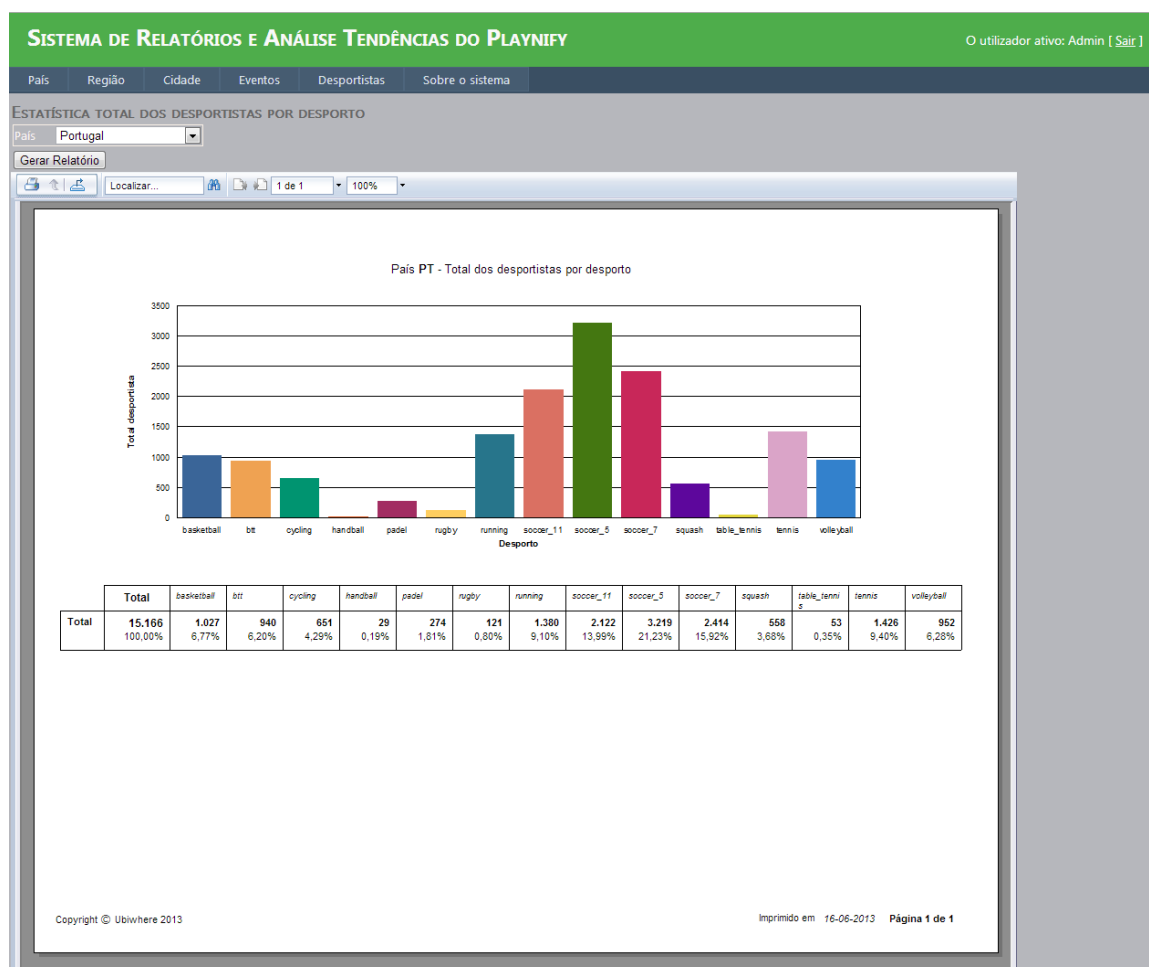 SISTEMA DE RELATÓRIOS E ANÁLISE TENDÊNCIAS DO PLAYNIFY
O utilizador ativo: Admin [ Sair ]
País Região Cidade Eventos Desportistas Sobre o sistema
ESTATÍSTICA TOTAL DOS DESPORTISTAS POR DESPORTO
País Portugal
Gerar Relatório
Localizar... 1 de 1 100%
País PT - Total dos desportistas por desporto
3500
3000
2500
2000
1500
1000
500
0
Total desportista
basketball btt cycling handball padel rugby running soccer_11 soccer_5 soccer_7 squash table_tennis tennis volleyball
Desporto
Total basketball btt cycling handball padel rugby running soccer_11 soccer_5 soccer_7 squash table_tenni tennis volleyball
s
Total 15.166 1.027 940 651 29 274 121 1.380 2.122 3.219 2.414 558 53 1.426 952
100,00% 6,77% 6,20% 4,29% 0,19% 1,81% 0,80% 9,10% 13,99% 21,23% 15,92% 3,68% 0,35% 9,40% 6,28%
Copyright © Ubiwhere 2013
Imprimido em 16-06-2013 Página 1 de 1